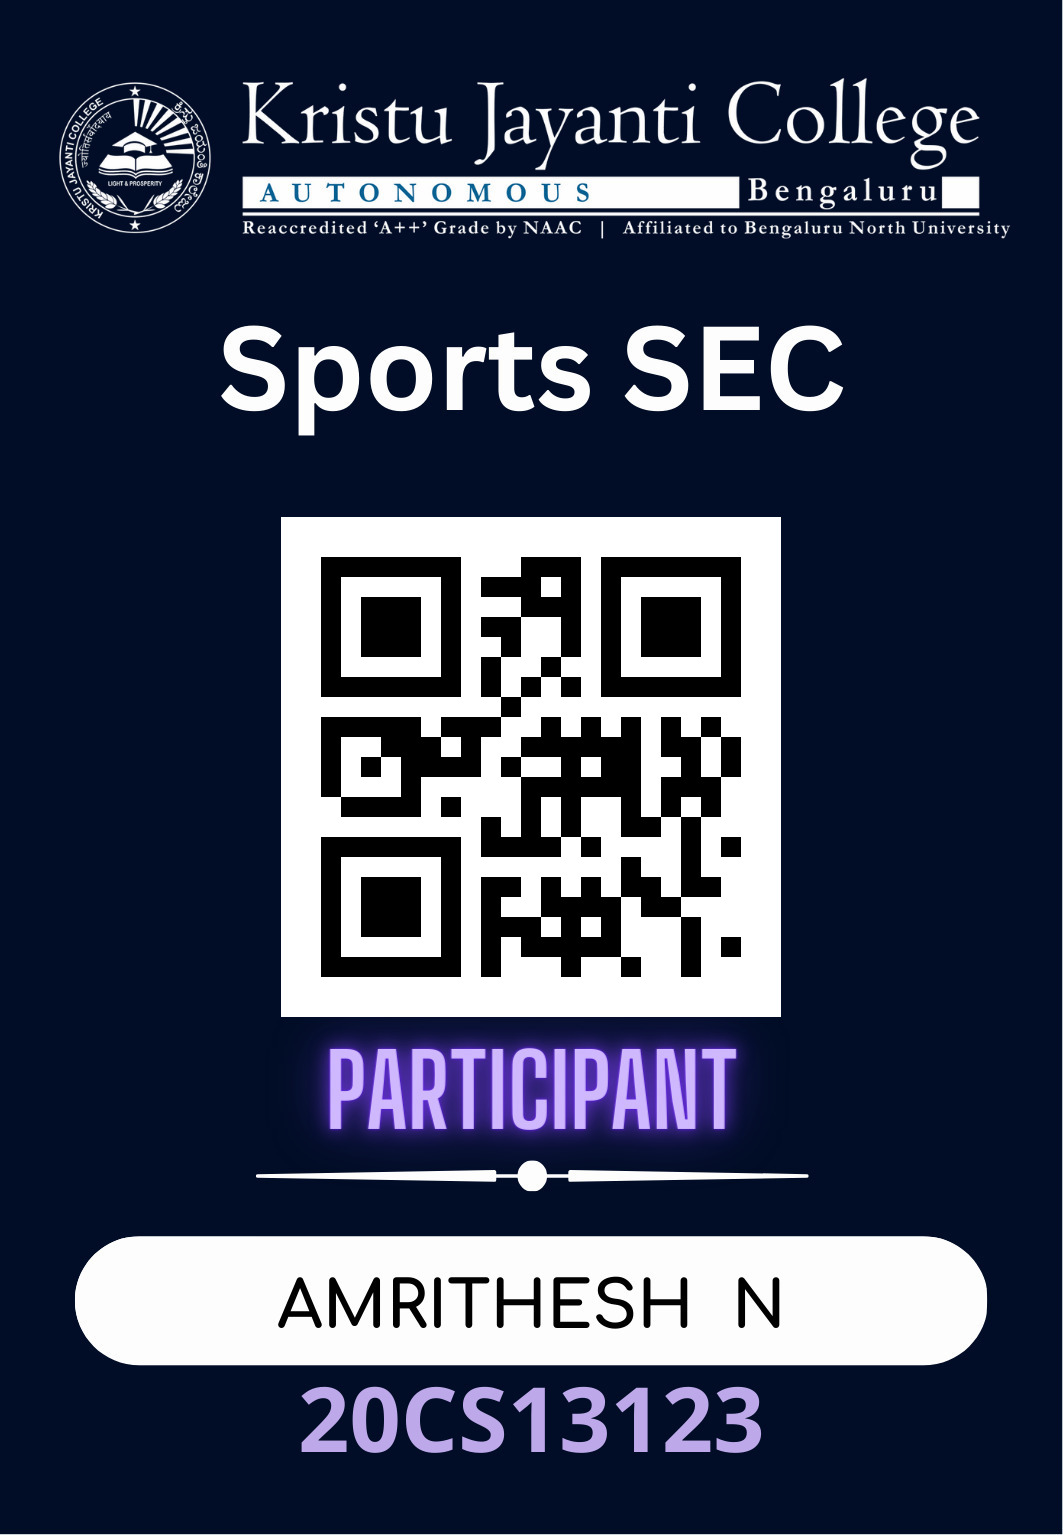 Kristu Jayanti College
AUTONOMOUS Bengaluru
Reaccredited ‘A++’ Grade by NAAC | Affiliated to Bengaluru North University
KRISTU JAYANTI COLLEGE
LIGHT & PROSPERITY
Sports SEC
PARTICIPANT
AMRITHESH N
20CS13123